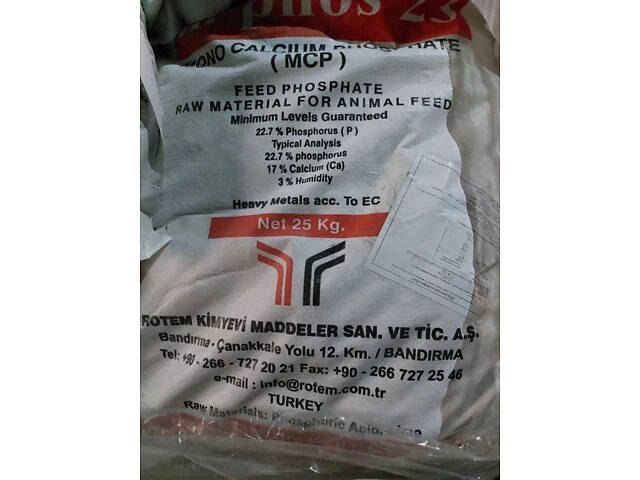 phos 23
MONO CALCIUM PHOSPHATE
( MCP )
FEED PHOSPHATE
RAW MATERIAL FOR ANIMAL FEED
Minimum Levels Guaranteed
22.7 % Phosphorus ( P )
Typical Analysis
22.7 % phosphorus
17 % Calcium (Ca)
3 % Humidity
Heavy Metals acc. To EC
Net 25 Kg.
ROTEM KİMYEVİ MADDELER SAN. VE TİC. A.Ş.
Bandırma - Çanakkale Yolu 12. Km. / BANDIRMA
Tel: +90 - 266 - 727 20 21 Fax: +90 - 266 727 25 46
e-mail : info@rotem.com.tr
TURKEY
Raw Materials: Phosphoric Acid, Lime